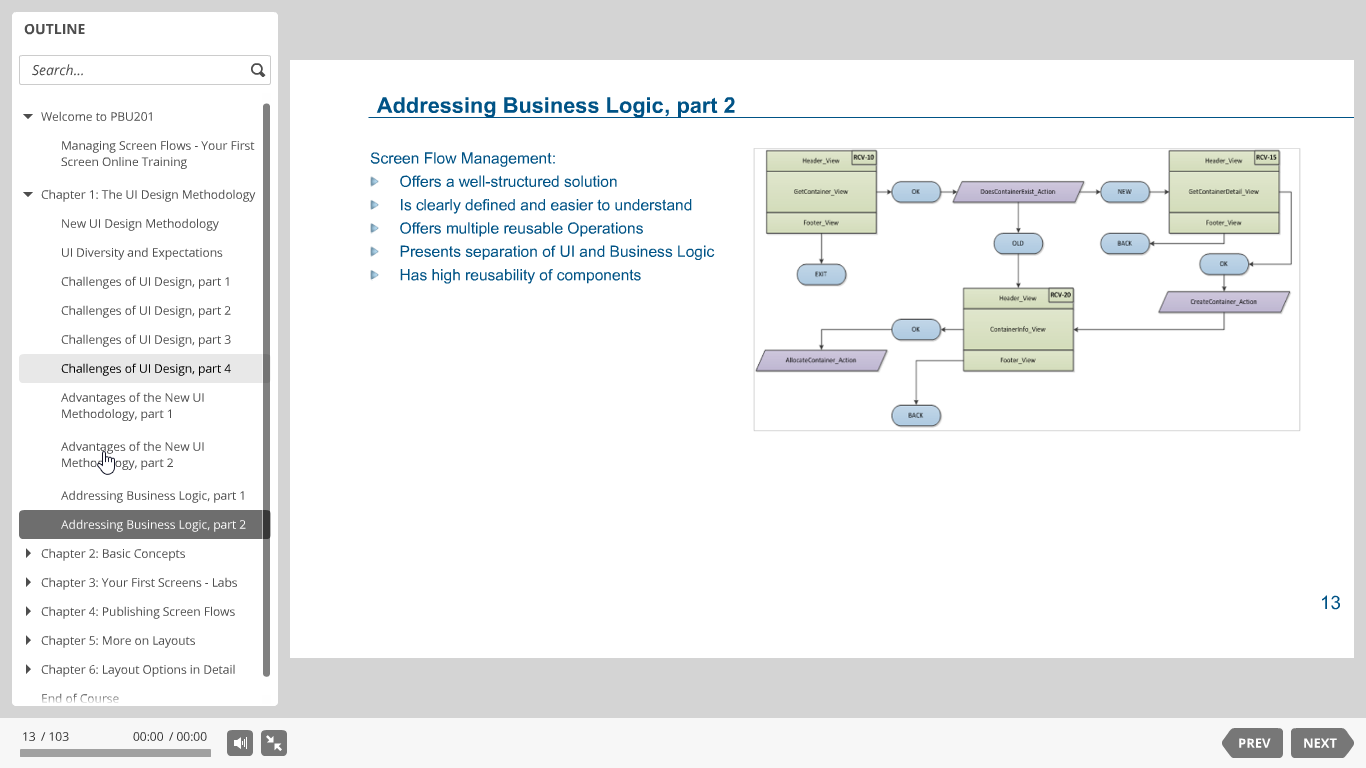 OUTLINE
Search...
Welcome to PBU201
Managing Screen Flows - Your First
Screen Online Training
Chapter 1: The UI Design Methodology
New UI Design Methodology
UI Diversity and Expectations
Challenges of UI Design, part 1
Challenges of UI Design, part 2
Challenges of UI Design, part 3
Challenges of UI Design, part 4
Advantages of the New UI
Methodology, part 1
Advantages of the New UI
Methodology, part 2
Addressing Business Logic, part 1
Addressing Business Logic, part 2
Chapter 2: Basic Concepts
Chapter 3: Your First Screens - Labs
Chapter 4: Publishing Screen Flows
Chapter 5: More on Layouts
Chapter 6: Layout Options in Detail
End of Course
Addressing Business Logic, part 2
Screen Flow Management:
Offers a well-structured solution
Is clearly defined and easier to understand
Offers multiple reusable Operations
Presents separation of UI and Business Logic
Has high reusability of components
Header_View
RCV-10
GetContainer_View
Footer_View
OK
DoesContainerExist_Action
NEW
Header_View
RCV-15
GetContainerDetail_View
Footer_View
EXIT
OLD
BACK
OK
CreateContainer_Action
Header_View
RCV-20
ContainerInfo_View
Footer_View
OK
AllocateContainer_Action
BACK
13
13 / 103
00:00 / 00:00
PREV
NEXT